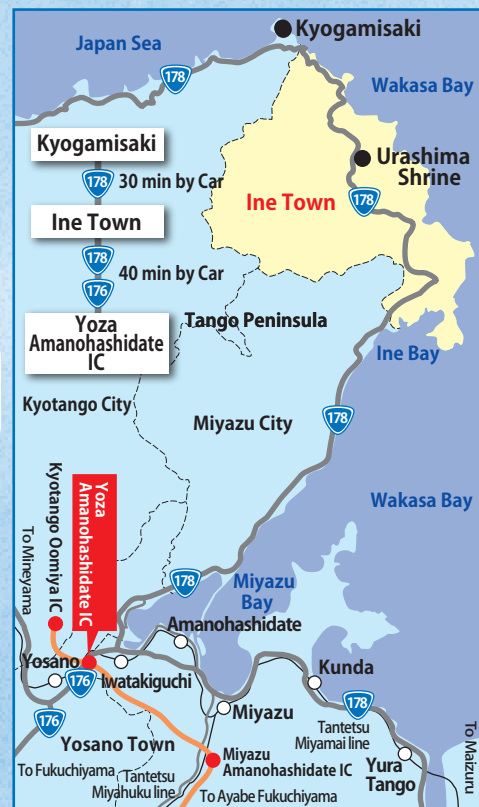 Kyogamisaki
Japan Sea
178
Wakasa Bay
Kyogamisaki
178
30 min by Car
Ine Town
178
40 min by Car
176
Yoza
Amanohashidate
IC
Urashima
Shrine
Ine Town
178
Tango Peninsula
Ine Bay
Kyotango City
Miyazu City
178
Wakasa Bay
Kyotango Oomiya IC
Yoza
Amanohashidate IC
To Mineyama
178
Miyazu
Bay
Amanohashidate
Yosano
Iwatakiguchi
176
Kunda
Miyazu
178
176
Yosano Town
Tantetsu
Miyamai line
To Maizuru
Miyazu
Amanohashidate IC
Yura
Tango
To Fukuchiyama
Tantetsu
Miyahuku line
To Ayabe Fukuchiyama